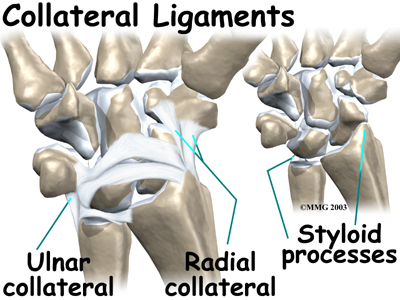 Collateral Ligaments
©MMG 2003
Ulnar
collateral
Radial
collateral
Styloid
processes